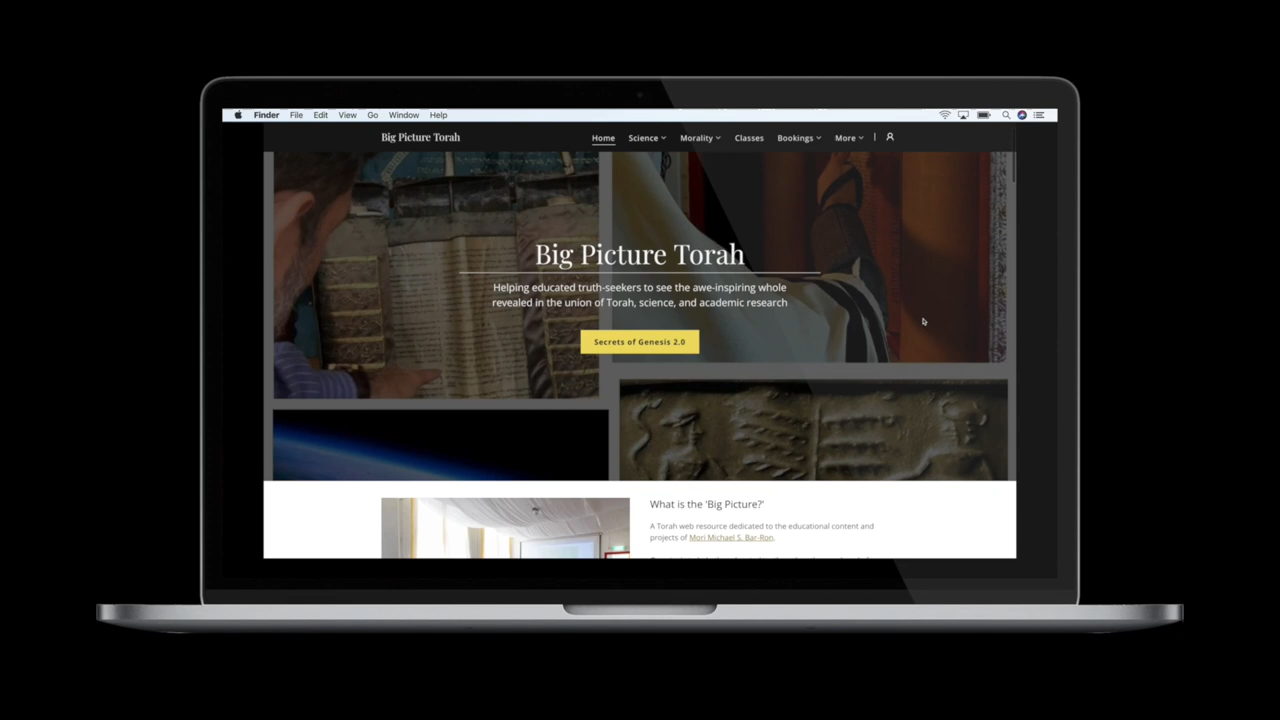 Finder File Edit View Go Window Help
Big Picture Torah
Home Science Morality Classes Bookings More
Big Picture Torah
Helping educated truth-seekers to see the awe-inspiring whole
revealed in the union of Torah, science, and academic research
Secrets of Genesis 2.0
What is the 'Big Picture?'
A Torah web resource dedicated to the educational content and
projects of Mori Michael S. Bar-Ron.